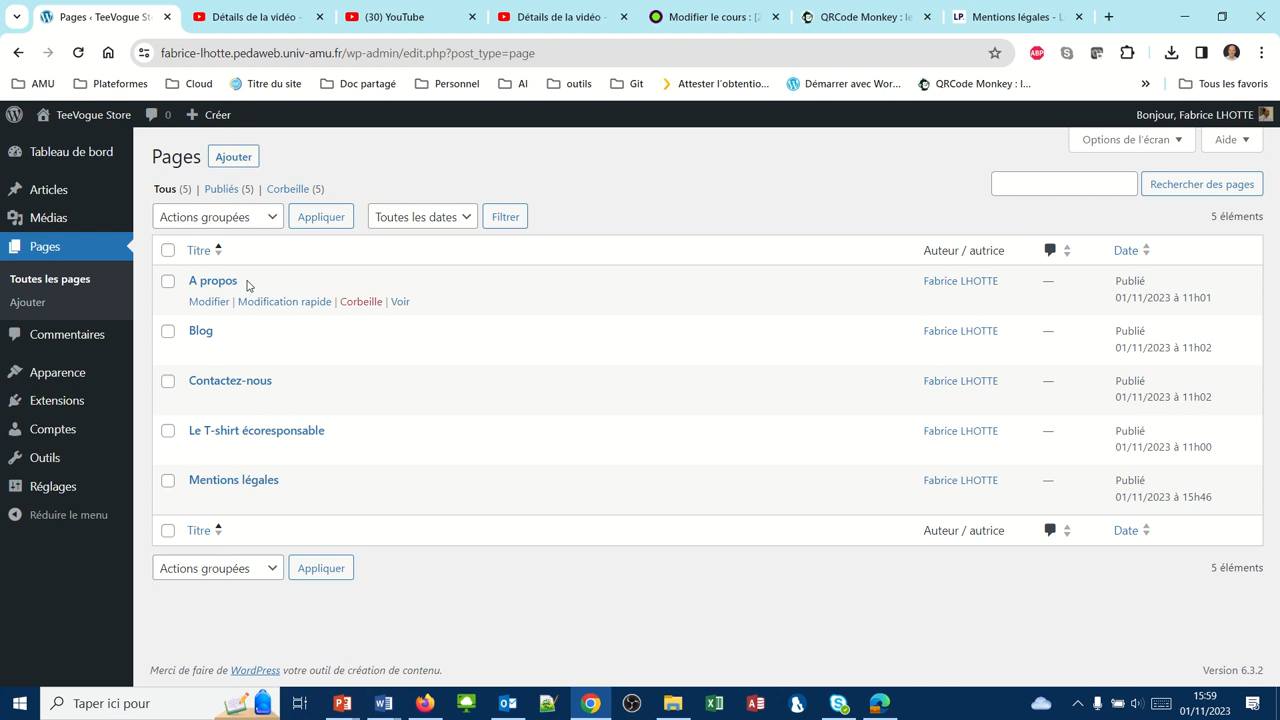 Pages ‹ TeeVogue Store
Détails de la vidéo -
(30) YouTube
Détails de la vidéo -
Modifier le cours : [2
QRCode Monkey : le
LP.
Mentions légales - L
fabrice-lhotte.pedaweb.univ-amu.fr/wp-admin/edit.php?post_type=page
ABP
AMU
Plateformes
Cloud
Titre du site
Doc partagé
Personnel
AI
outils
Git
Attester l'obtentio...
Démarrer avec Wor...
QRCode Monkey : l...
»
Tous les favoris
TeeVogue Store
0
Créer
Bonjour, Fabrice LHOTTE
Tableau de bord
Articles
Médias
Pages
Toutes les pages
Ajouter
Commentaires
Apparence
Extensions
Comptes
Outils
Réglages
Réduire le menu
Options de l'écran
Aide
Pages
Ajouter
Tous (5) | Publiés (5) | Corbeille (5)
Rechercher des pages
Actions groupées
Appliquer
Toutes les dates
Filtrer
5 éléments
Titre
Auteur / autrice
Date
A propos
Fabrice LHOTTE
—
Publié
01/11/2023 à 11h01
Modifier | Modification rapide | Corbeille | Voir
Blog
Fabrice LHOTTE
—
Publié
01/11/2023 à 11h02
Contactez-nous
Fabrice LHOTTE
—
Publié
01/11/2023 à 11h02
Le T-shirt écoresponsable
Fabrice LHOTTE
—
Publié
01/11/2023 à 11h00
Mentions légales
Fabrice LHOTTE
—
Publié
01/11/2023 à 15h46
Titre
Auteur / autrice
Date
Actions groupées
Appliquer
5 éléments
Merci de faire de WordPress votre outil de création de contenu.
Version 6.3.2
Taper ici pour
15:59
01/11/2023